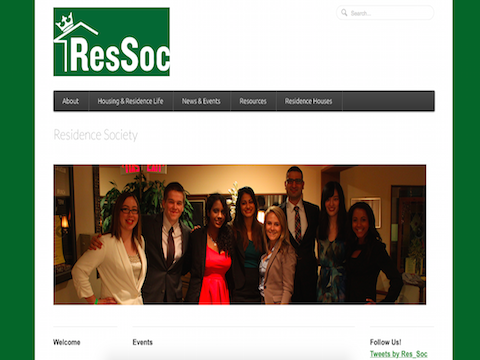 ResSoc
Search...
About
Housing & Residence Life
News & Events
Resources
Residence Houses
Residence Society
Welcome
Events
Follow Us!
Tweets by Res_Soc